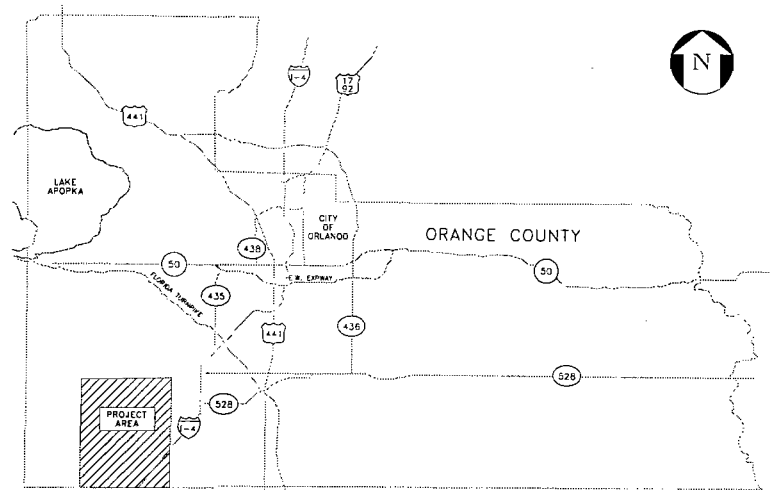 N
I-4
17
92
441
LAKE
APOPKA
CITY
OF
ORLANDO
ORANGE COUNTY
438
50
E.W. EXPWAY
50
FLORIDA TURNPIKE
435
441
436
528
528
PROJECT
AREA
I-4